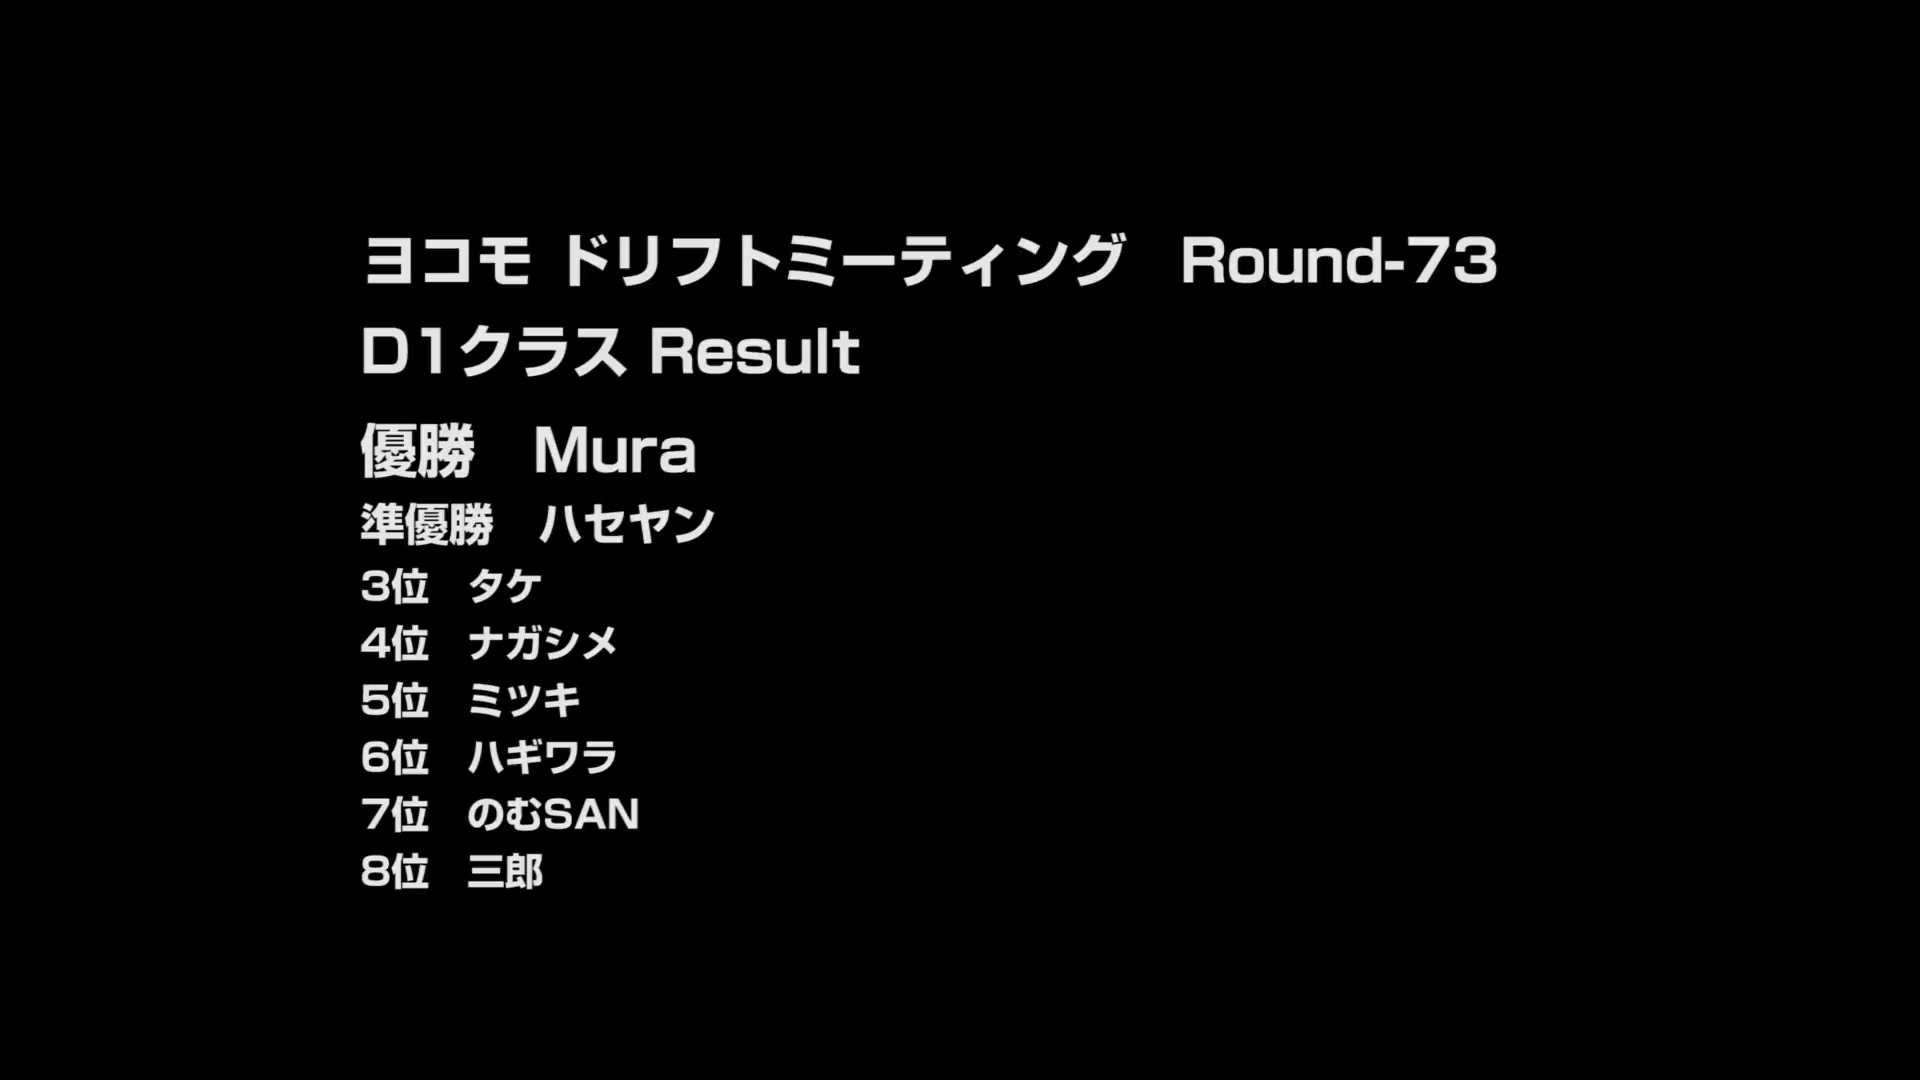 ヨコモ ドリフトミーティング　Round-73
D1クラス Result
優勝　Mura
準優勝　ハセヤン
3位　タケ
4位　ナガシメ
5位　ミツキ
6位　ハギワラ
7位　のむSAN
8位　三郎